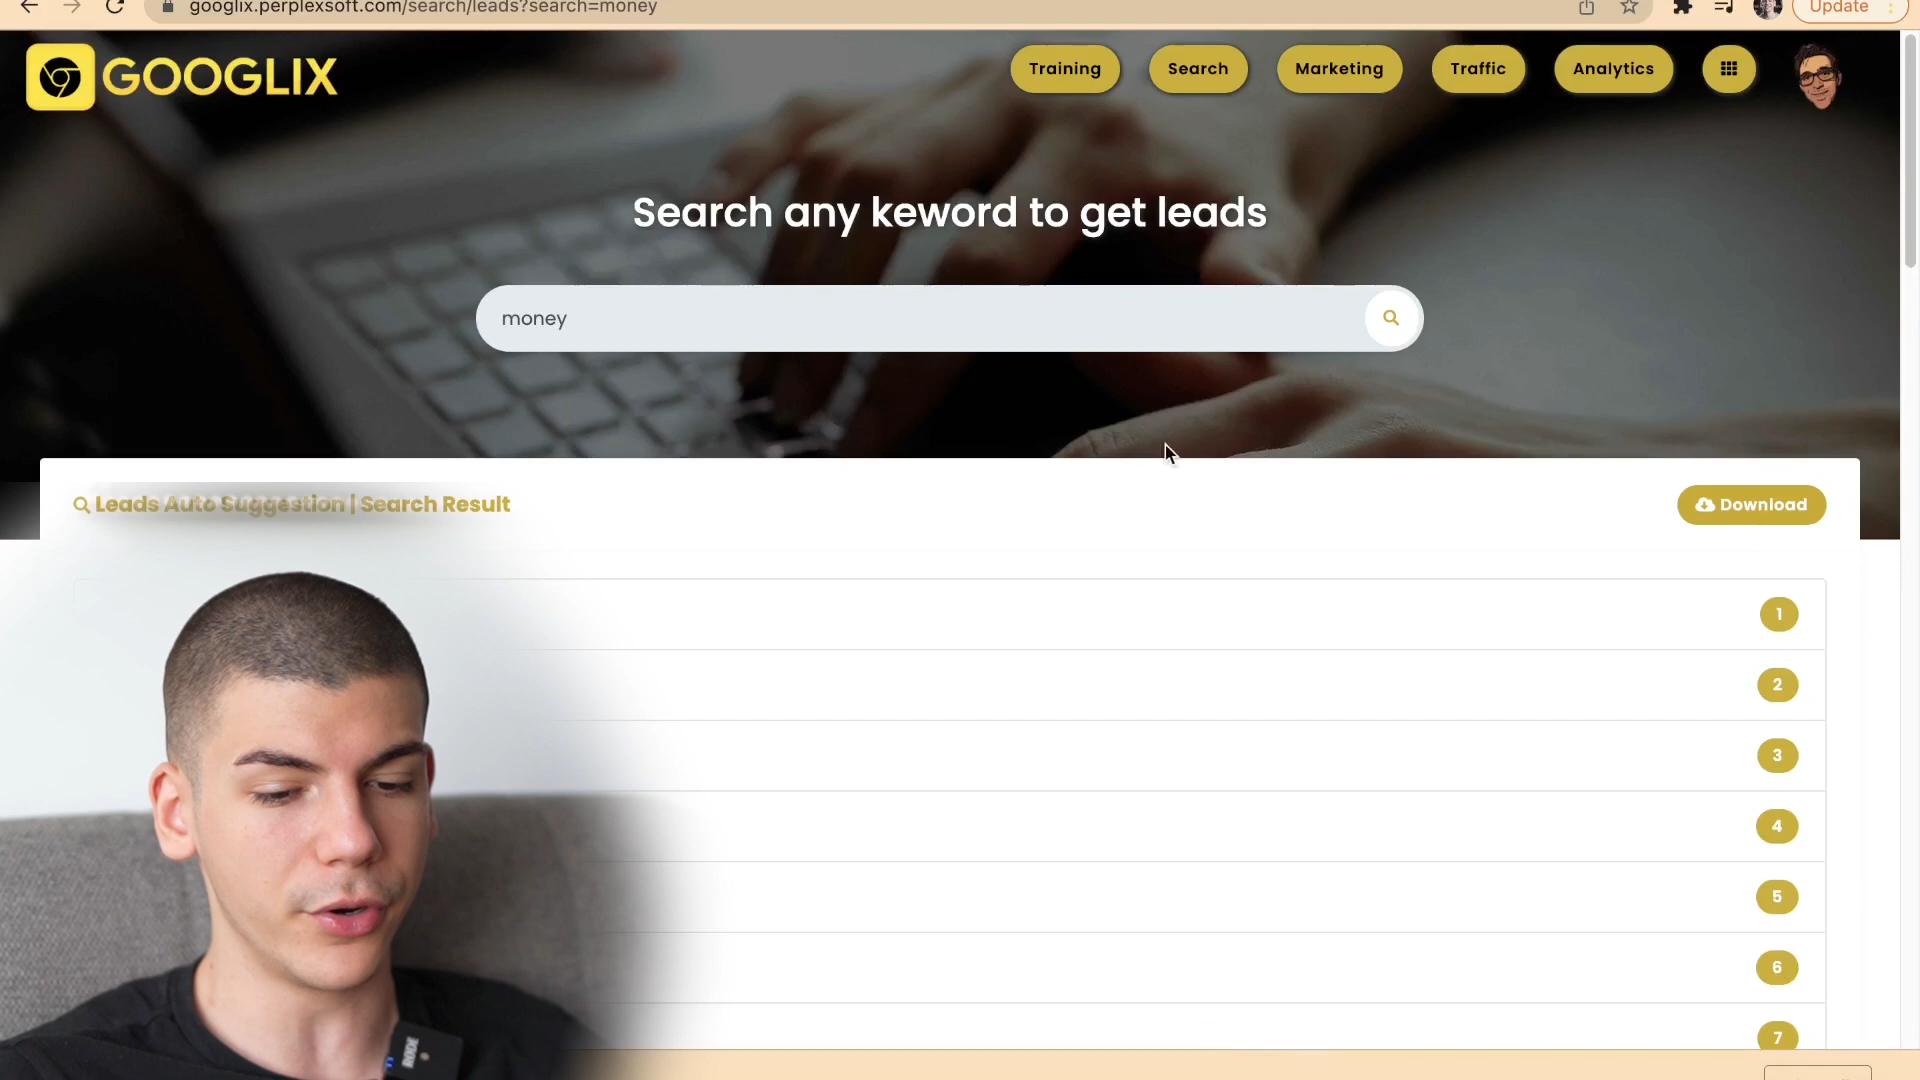 googlix.perplexsoft.com/search/leads?search=money
Update
GOOGLIX
Training
Search
Marketing
Traffic
Analytics
Search any keword to get leads
money
Leads Auto Suggestion | Search Result
Download
1
2
3
4
5
6
7
RØDE